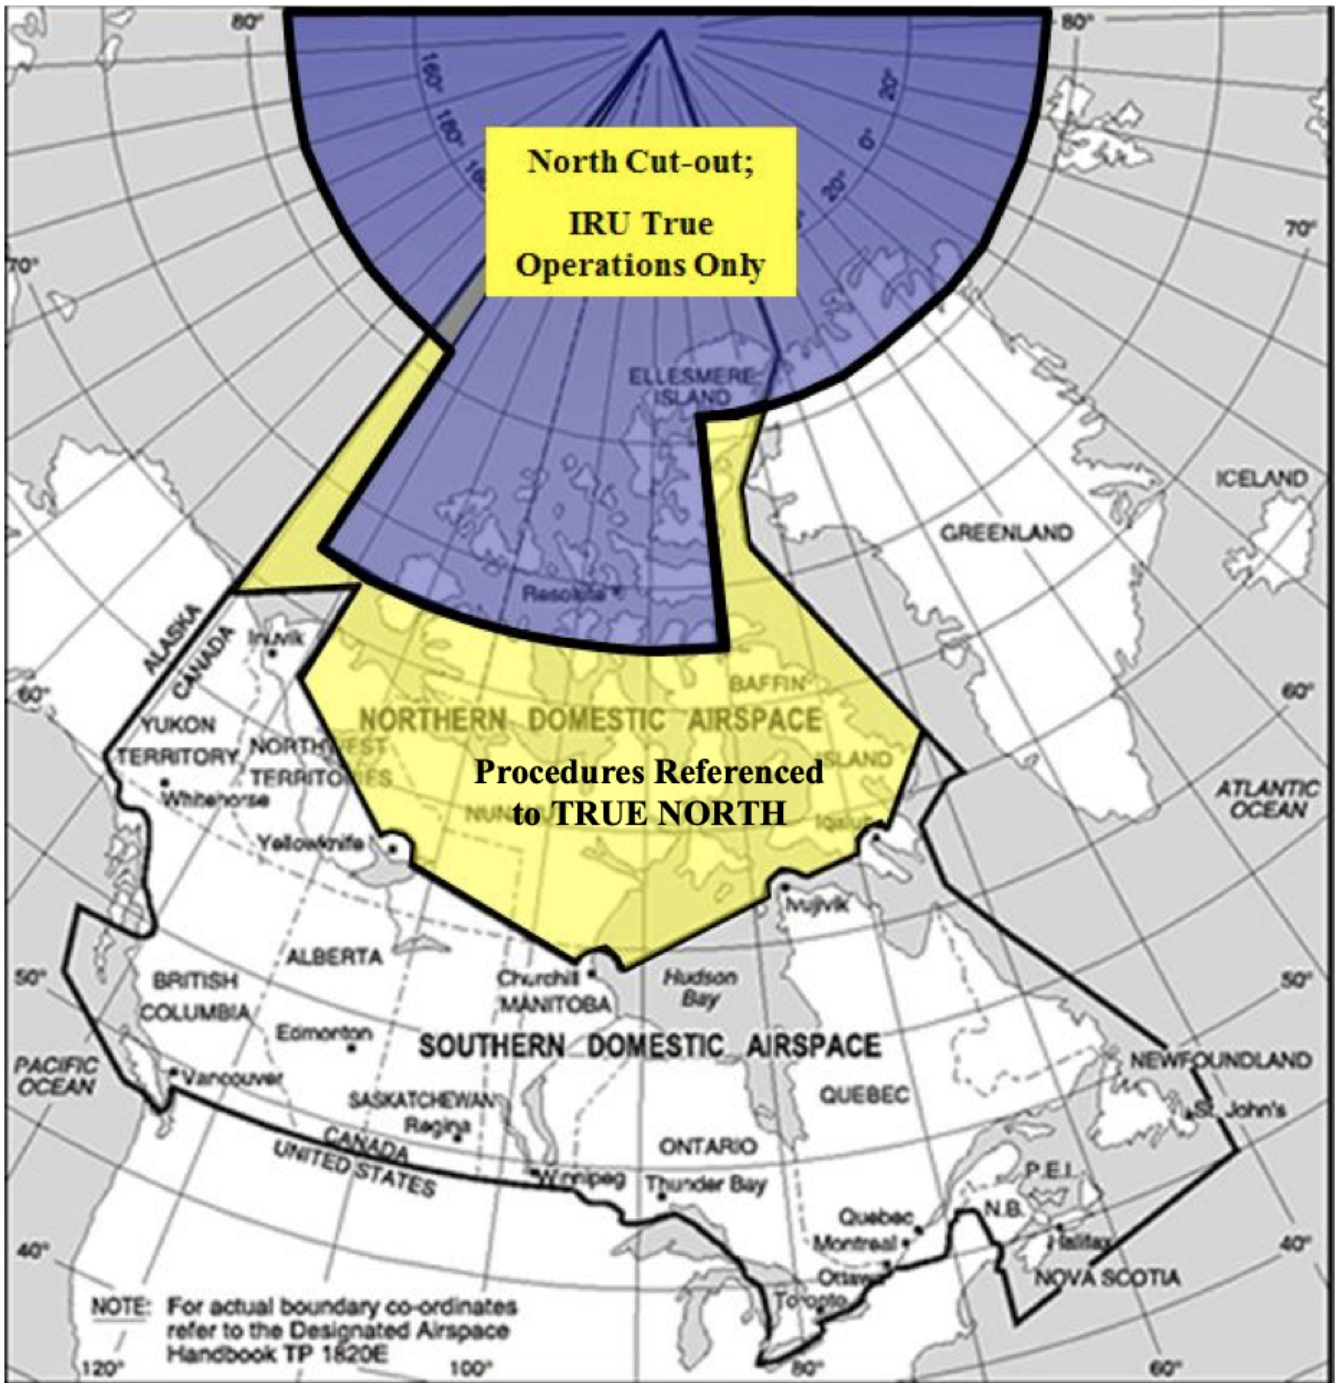 80°
80°
160°
180°
20°
0°
20°
North Cut-out;
IRU True
Operations Only
70°
70°
ELLESMERE
ISLAND
ICELAND
GREENLAND
Resolute
ALASKA
CANADA
Inuvik
60°
60°
BAFFIN
ISLAND
YUKON
TERRITORY
NORTHWEST
TERRITORIES
NORTHERN DOMESTIC AIRSPACE
Procedures Referenced
to TRUE NORTH
Whitehorse
Yellowknife
Iqaluit
ATLANTIC
OCEAN
Ivujivik
ALBERTA
BRITISH
COLUMBIA
Churchill
MANITOBA
Hudson
Bay
50°
50°
Edmonton
SOUTHERN DOMESTIC AIRSPACE
PACIFIC
OCEAN
Vancouver
SASKATCHEWAN
Regina
QUEBEC
NEWFOUNDLAND
St. John's
CANADA
UNITED STATES
ONTARIO
Winnipeg
Thunder Bay
P.E.I.
N.B.
Quebec
Montreal
Halifax
Ottawa
NOVA SCOTIA
Toronto
40°
40°
NOTE: For actual boundary co-ordinates
refer to the Designated Airspace
Handbook TP 1820E
120°
100°
80°
60°